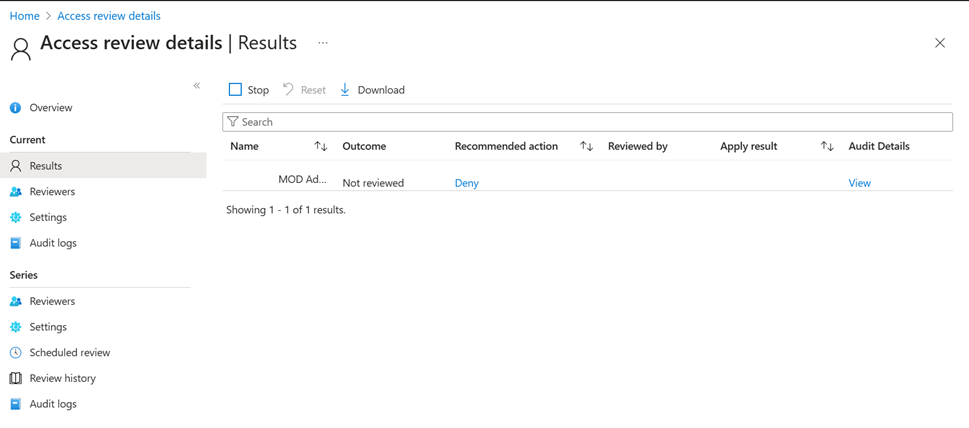 Home > Access review details
Access review details | Results ...
«
Stop Reset Download
Overview
Search
Current
Name Outcome Recommended action Reviewed by Apply result Audit Details
Results
MOD Ad... Not reviewed Deny View
Reviewers
Showing 1 - 1 of 1 results.
Settings
Audit logs
Series
Reviewers
Settings
Scheduled review
Review history
Audit logs